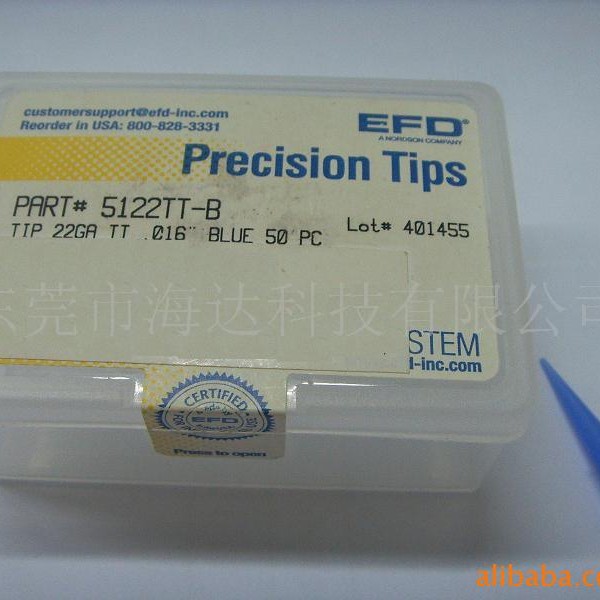 customersupport@efd-inc.com
Reorder in USA: 800-828-3331
EFD®
A NORDSON COMPANY
Precision Tips
PART# 5122TT-B
Lot# 401455
TIP 22GA TT .016" BLUE 50 PC
东莞市海达科技有限公司
STEM
d-inc.com
CERTIFIED
EFD
Press to open
alibaba.co